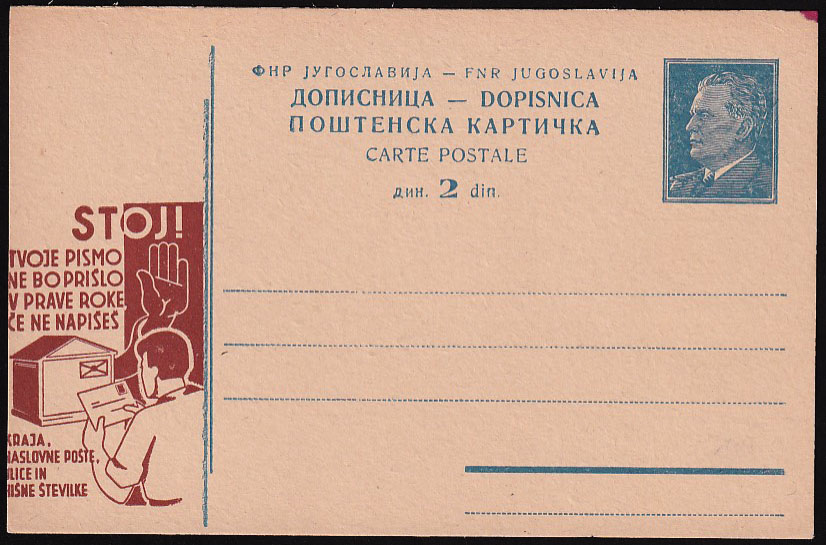 ФНР ЈУГОСЛАВИЈА — FNR JUGOSLAVIJA
ДОПИСНИЦА — DOPISNICA
ПОШТЕНСКА КАРТИЧКА
CARTE POSTALE
дин. 2 din.
STOJ!
TVOJE PISMO
NE BO PRIŠLO
V PRAVE ROKE,
ČE NE NAPIŠEŠ
KRAJA,
NASLOVNE POŠTE,
ULICE IN
HIŠNE ŠTEVILKE